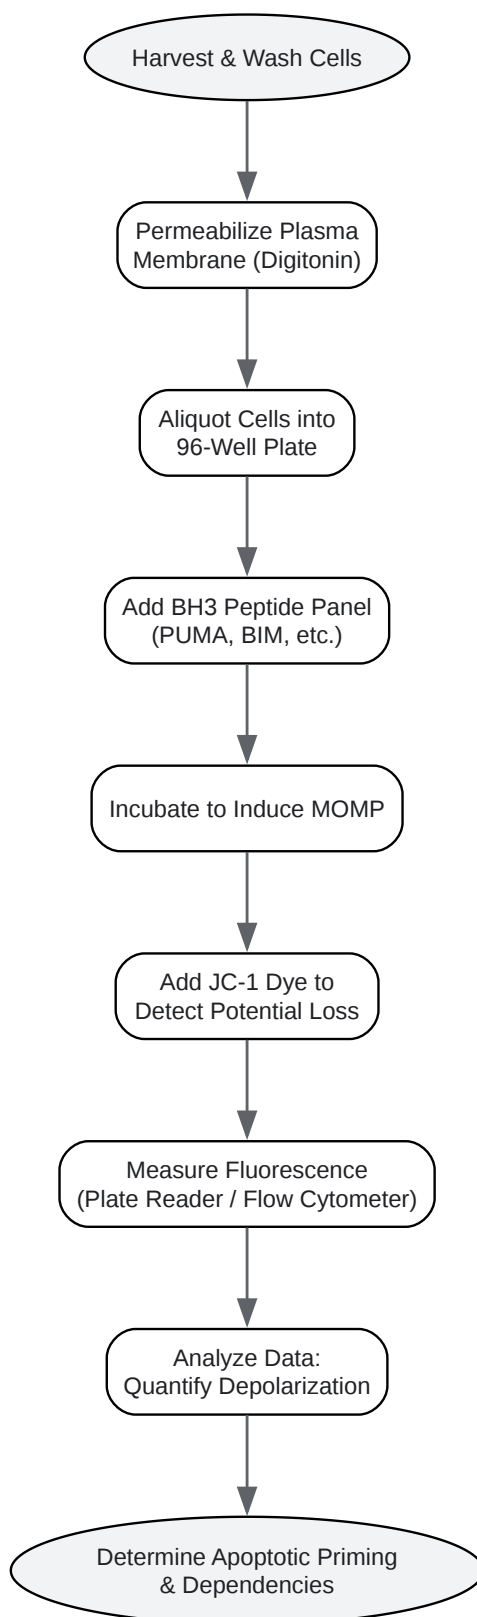 Harvest & Wash Cells
Permeabilize Plasma
Membrane (Digitonin)
Aliquot Cells into
96-Well Plate
Add BH3 Peptide Panel
(PUMA, BIM, etc.)
Incubate to Induce MOMP
Add JC-1 Dye to
Detect Potential Loss
Measure Fluorescence
(Plate Reader / Flow Cytometer)
Analyze Data:
Quantify Depolarization
Determine Apoptotic Priming
& Dependencies